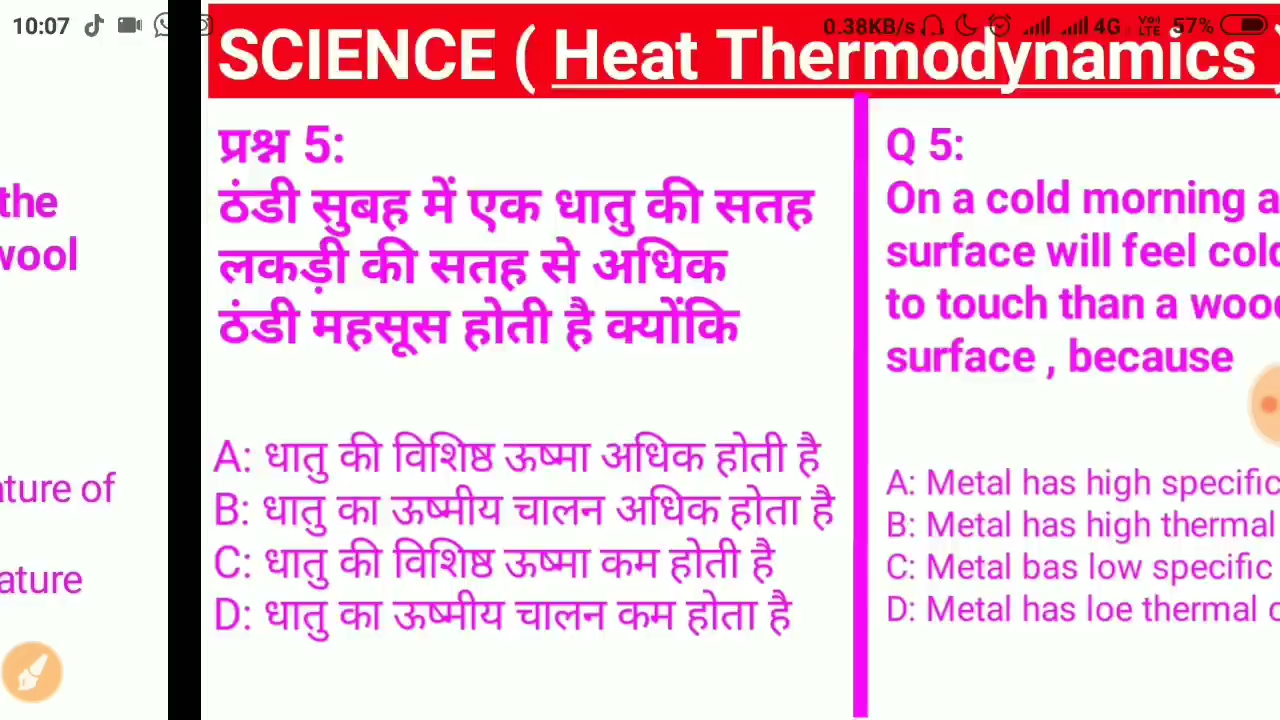 10:07
0.38KB/s 4G Vo) LTE 57%
SCIENCE ( Heat Thermodynamics )
the
wool
ature of
ature
प्रश्न 5:
ठंडी सुबह में एक धातु की सतह
लकड़ी की सतह से अधिक
ठंडी महसूस होती है क्योंकि
A: धातु की विशिष्ठ ऊष्मा अधिक होती है
B: धातु का ऊष्मीय चालन अधिक होता है
C: धातु की विशिष्ठ ऊष्मा कम होती है
D: धातु का ऊष्मीय चालन कम होता है
Q 5:
On a cold morning a
surface will feel cold
to touch than a wood
surface , because
A: Metal has high specific
B: Metal has high thermal
C: Metal bas low specific
D: Metal has loe thermal c